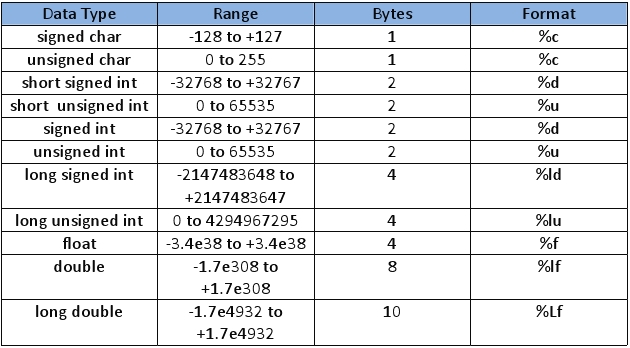 Data Type Range Bytes Format
signed char -128 to +127 1 %c
unsigned char 0 to 255 1 %c
short signed int -32768 to +32767 2 %d
short unsigned int 0 to 65535 2 %u
signed int -32768 to +32767 2 %d
unsigned int 0 to 65535 2 %u
long signed int -2147483648 to 4 %ld
+2147483647
long unsigned int 0 to 4294967295 4 %lu
float -3.4e38 to +3.4e38 4 %f
double -1.7e308 to 8 %lf
+1.7e308
long double -1.7e4932 to 10 %Lf
+1.7e4932